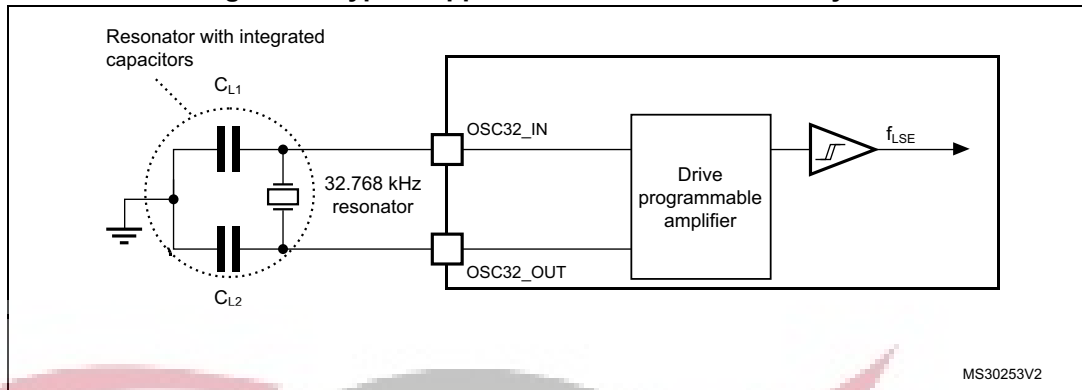 Resonator with integrated
capacitors
CL1
OSC32_IN
fLSE
32.768 kHz
resonator
Drive
programmable
amplifier
OSC32_OUT
CL2
MS30253V2